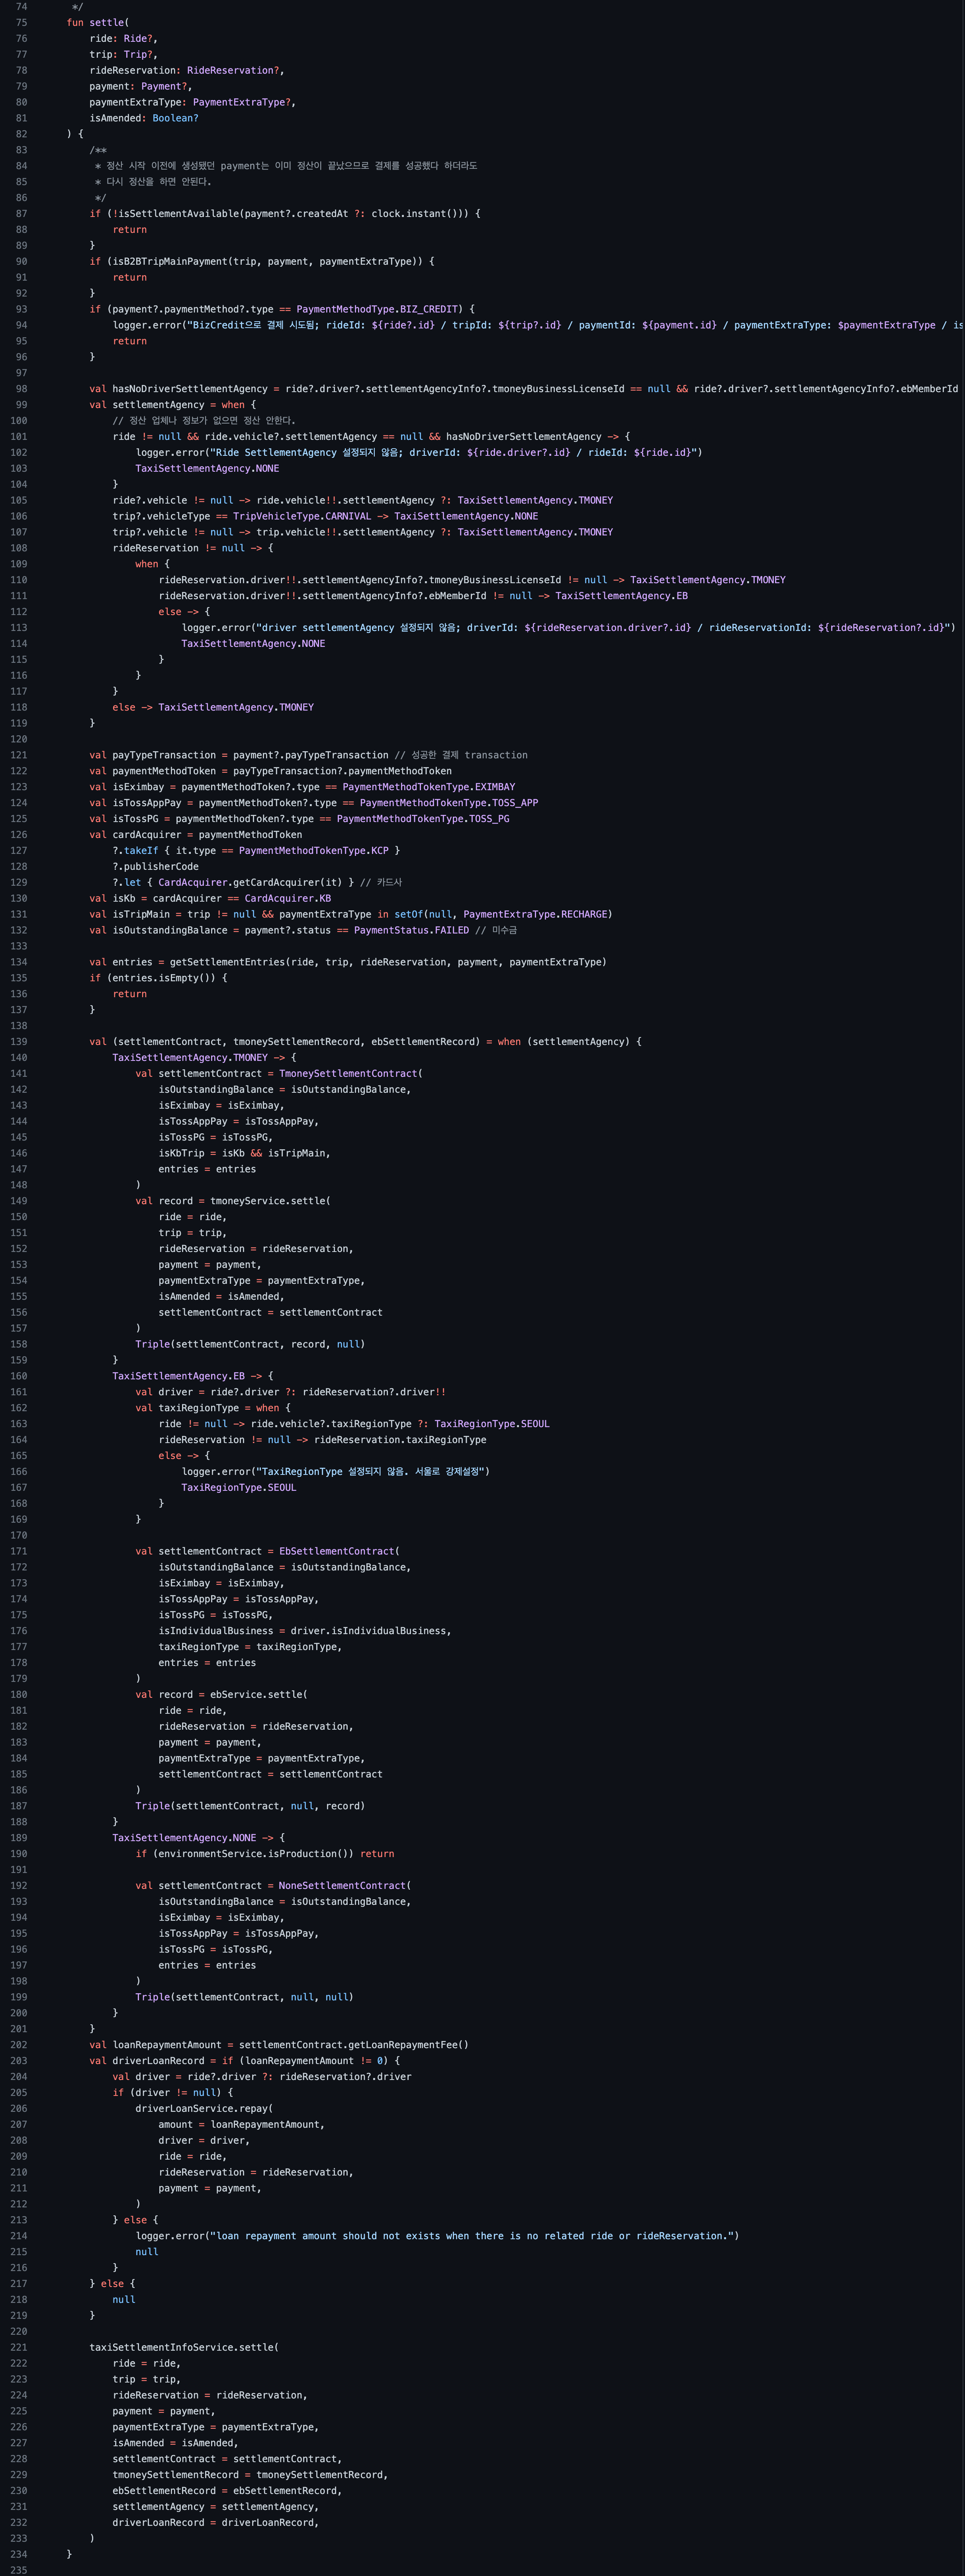 74 */
75 fun settle(
76 ride: Ride?,
77 trip: Trip?,
78 rideReservation: RideReservation?,
79 payment: Payment?,
80 paymentExtraType: PaymentExtraType?,
81 isAmended: Boolean?
82 ) {
83 /**
84 * 정산 시작 이전에 생성됐던 payment는 이미 정산이 끝났으므로 결제를 성공했다 하더라도
85 * 다시 정산을 하면 안된다.
86 */
87 if (!isSettlementAvailable(payment?.createdAt ?: clock.instant())) {
88 return
89 }
90 if (isB2BTripMainPayment(trip, payment, paymentExtraType)) {
91 return
92 }
93 if (payment?.paymentMethod?.type == PaymentMethodType.BIZ_CREDIT) {
94 logger.error("BizCredit으로 결제 시도됨; rideId: ${ride?.id} / tripId: ${trip?.id} / paymentId: ${payment.id} / paymentExtraType: $paymentExtraType / is
95 return
96 }
97
98 val hasNoDriverSettlementAgency = ride?.driver?.settlementAgencyInfo?.tmoneyBusinessLicenseId == null && ride?.driver?.settlementAgencyInfo?.ebMemberId
99 val settlementAgency = when {
100 // 정산 업체나 정보가 없으면 정산 안한다.
101 ride != null && ride.vehicle?.settlementAgency == null && hasNoDriverSettlementAgency -> {
102 logger.error("Ride SettlementAgency 설정되지 않음; driverId: ${ride.driver?.id} / rideId: ${ride.id}")
103 TaxiSettlementAgency.NONE
104 }
105 ride?.vehicle != null -> ride.vehicle!!.settlementAgency ?: TaxiSettlementAgency.TMONEY
106 trip?.vehicleType == TripVehicleType.CARNIVAL -> TaxiSettlementAgency.NONE
107 trip?.vehicle != null -> trip.vehicle!!.settlementAgency ?: TaxiSettlementAgency.TMONEY
108 rideReservation != null -> {
109 when {
110 rideReservation.driver!!.settlementAgencyInfo?.tmoneyBusinessLicenseId != null -> TaxiSettlementAgency.TMONEY
111 rideReservation.driver!!.settlementAgencyInfo?.ebMemberId != null -> TaxiSettlementAgency.EB
112 else -> {
113 logger.error("driver settlementAgency 설정되지 않음; driverId: ${rideReservation.driver?.id} / rideReservationId: ${rideReservation?.id}")
114 TaxiSettlementAgency.NONE
115 }
116 }
117 }
118 else -> TaxiSettlementAgency.TMONEY
119 }
120
121 val payTypeTransaction = payment?.payTypeTransaction // 성공한 결제 transaction
122 val paymentMethodToken = payTypeTransaction?.paymentMethodToken
123 val isEximbay = paymentMethodToken?.type == PaymentMethodTokenType.EXIMBAY
124 val isTossAppPay = paymentMethodToken?.type == PaymentMethodTokenType.TOSS_APP
125 val isTossPG = paymentMethodToken?.type == PaymentMethodTokenType.TOSS_PG
126 val cardAcquirer = paymentMethodToken
127 ?.takeIf { it.type == PaymentMethodTokenType.KCP }
128 ?.publisherCode
129 ?.let { CardAcquirer.getCardAcquirer(it) } // 카드사
130 val isKb = cardAcquirer == CardAcquirer.KB
131 val isTripMain = trip != null && paymentExtraType in setOf(null, PaymentExtraType.RECHARGE)
132 val isOutstandingBalance = payment?.status == PaymentStatus.FAILED // 미수금
133
134 val entries = getSettlementEntries(ride, trip, rideReservation, payment, paymentExtraType)
135 if (entries.isEmpty()) {
136 return
137 }
138
139 val (settlementContract, tmoneySettlementRecord, ebSettlementRecord) = when (settlementAgency) {
140 TaxiSettlementAgency.TMONEY -> {
141 val settlementContract = TmoneySettlementContract(
142 isOutstandingBalance = isOutstandingBalance,
143 isEximbay = isEximbay,
144 isTossAppPay = isTossAppPay,
145 isTossPG = isTossPG,
146 isKbTrip = isKb && isTripMain,
147 entries = entries
148 )
149 val record = tmoneyService.settle(
150 ride = ride,
151 trip = trip,
152 rideReservation = rideReservation,
153 payment = payment,
154 paymentExtraType = paymentExtraType,
155 isAmended = isAmended,
156 settlementContract = settlementContract
157 )
158 Triple(settlementContract, record, null)
159 }
160 TaxiSettlementAgency.EB -> {
161 val driver = ride?.driver ?: rideReservation?.driver!!
162 val taxiRegionType = when {
163 ride != null -> ride.vehicle?.taxiRegionType ?: TaxiRegionType.SEOUL
164 rideReservation != null -> rideReservation.taxiRegionType
165 else -> {
166 logger.error("TaxiRegionType 설정되지 않음. 서울로 강제설정")
167 TaxiRegionType.SEOUL
168 }
169 }
170
171 val settlementContract = EbSettlementContract(
172 isOutstandingBalance = isOutstandingBalance,
173 isEximbay = isEximbay,
174 isTossAppPay = isTossAppPay,
175 isTossPG = isTossPG,
176 isIndividualBusiness = driver.isIndividualBusiness,
177 taxiRegionType = taxiRegionType,
178 entries = entries
179 )
180 val record = ebService.settle(
181 ride = ride,
182 rideReservation = rideReservation,
183 payment = payment,
184 paymentExtraType = paymentExtraType,
185 settlementContract = settlementContract
186 )
187 Triple(settlementContract, null, record)
188 }
189 TaxiSettlementAgency.NONE -> {
190 if (environmentService.isProduction()) return
191
192 val settlementContract = NoneSettlementContract(
193 isOutstandingBalance = isOutstandingBalance,
194 isEximbay = isEximbay,
195 isTossAppPay = isTossAppPay,
196 isTossPG = isTossPG,
197 entries = entries
198 )
199 Triple(settlementContract, null, null)
200 }
201 }
202 val loanRepaymentAmount = settlementContract.getLoanRepaymentFee()
203 val driverLoanRecord = if (loanRepaymentAmount != 0) {
204 val driver = ride?.driver ?: rideReservation?.driver
205 if (driver != null) {
206 driverLoanService.repay(
207 amount = loanRepaymentAmount,
208 driver = driver,
209 ride = ride,
210 rideReservation = rideReservation,
211 payment = payment,
212 )
213 } else {
214 logger.error("loan repayment amount should not exists when there is no related ride or rideReservation.")
215 null
216 }
217 } else {
218 null
219 }
220
221 taxiSettlementInfoService.settle(
222 ride = ride,
223 trip = trip,
224 rideReservation = rideReservation,
225 payment = payment,
226 paymentExtraType = paymentExtraType,
227 isAmended = isAmended,
228 settlementContract = settlementContract,
229 tmoneySettlementRecord = tmoneySettlementRecord,
230 ebSettlementRecord = ebSettlementRecord,
231 settlementAgency = settlementAgency,
232 driverLoanRecord = driverLoanRecord,
233 )
234 }
235